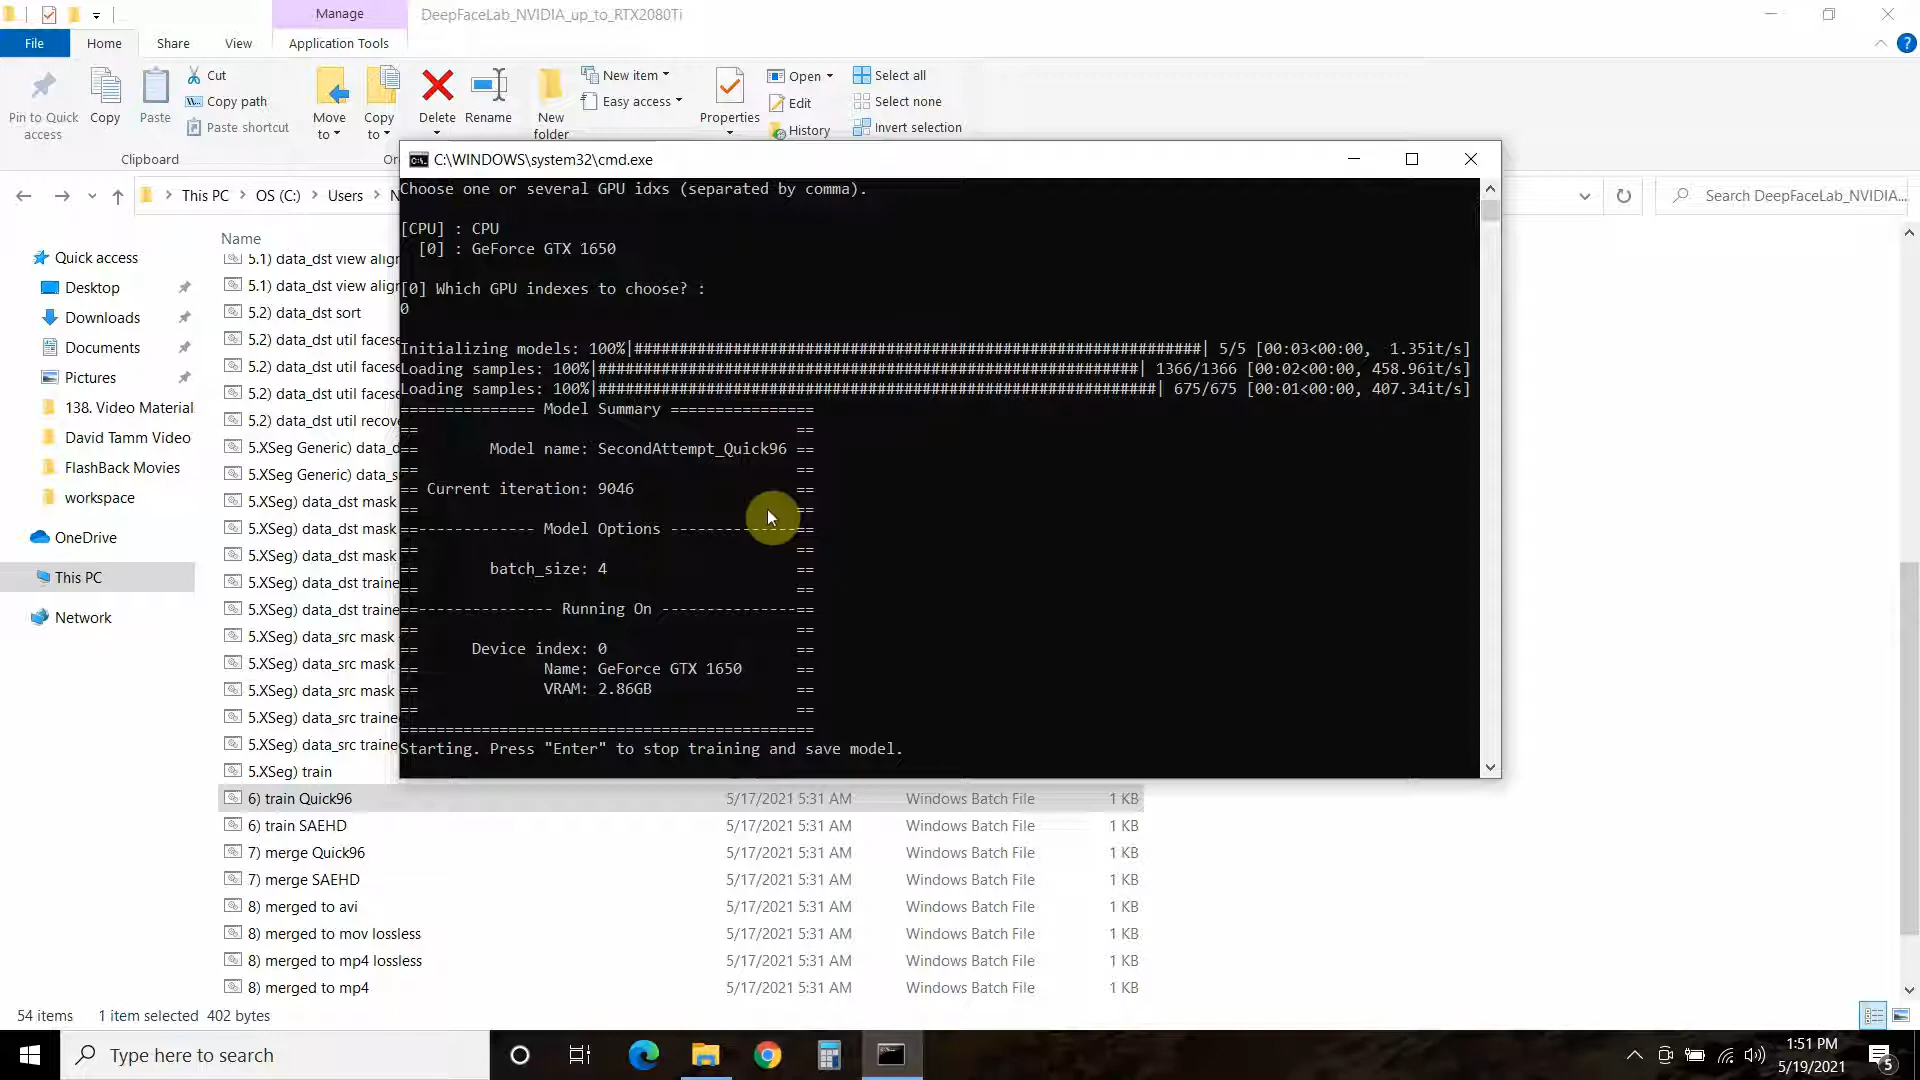 Manage
DeepFaceLab_NVIDIA_up_to_RTX2080Ti
File
Home
Share
View
Application Tools
Pin to Quick access
Copy
Paste
Cut
Copy path
Paste shortcut
Clipboard
Move to
Copy to
Delete
Rename
New folder
New item
Easy access
Properties
Open
Edit
History
Select all
Select none
Invert selection
This PC
OS (C:)
Users
Search DeepFaceLab_NVIDIA...
C:\WINDOWS\system32\cmd.exe
Choose one or several GPU idxs (separated by comma).
[CPU] : CPU
[0] : GeForce GTX 1650
[0] Which GPU indexes to choose? :
0
Initializing models: 100%|###############################################################| 5/5 [00:03<00:00, 1.35it/s]
Loading samples: 100%|############################################################| 1366/1366 [00:02<00:00, 458.96it/s]
Loading samples: 100%|##############################################################| 675/675 [00:01<00:00, 407.34it/s]
=============== Model Summary ================
== ==
== Model name: SecondAttempt_Quick96 ==
== ==
== Current iteration: 9046 ==
== ==
==------------- Model Options --------------==
== ==
== batch_size: 4 ==
== ==
==--------------- Running On ---------------==
== ==
== Device index: 0 ==
== Name: GeForce GTX 1650 ==
== VRAM: 2.86GB ==
== ==
==============================================
Starting. Press "Enter" to stop training and save model.
Quick access
Desktop
Downloads
Documents
Pictures
138. Video Material
David Tamm Video
FlashBack Movies
workspace
OneDrive
This PC
Network
Name
5.1) data_dst view alig
5.1) data_dst view alig
5.2) data_dst sort
5.2) data_dst util faces
5.2) data_dst util faces
5.2) data_dst util faces
5.2) data_dst util recov
5.XSeg Generic) data_d
5.XSeg Generic) data_s
5.XSeg) data_dst mask
5.XSeg) data_dst mask
5.XSeg) data_dst mask
5.XSeg) data_dst traine
5.XSeg) data_dst traine
5.XSeg) data_src mask
5.XSeg) data_src mask
5.XSeg) data_src mask
5.XSeg) data_src traine
5.XSeg) data_src traine
5.XSeg) train
6) train Quick96 5/17/2021 5:31 AM Windows Batch File 1 KB
6) train SAEHD 5/17/2021 5:31 AM Windows Batch File 1 KB
7) merge Quick96 5/17/2021 5:31 AM Windows Batch File 1 KB
7) merge SAEHD 5/17/2021 5:31 AM Windows Batch File 1 KB
8) merged to avi 5/17/2021 5:31 AM Windows Batch File 1 KB
8) merged to mov lossless 5/17/2021 5:31 AM Windows Batch File 1 KB
8) merged to mp4 lossless 5/17/2021 5:31 AM Windows Batch File 1 KB
8) merged to mp4 5/17/2021 5:31 AM Windows Batch File 1 KB
54 items 1 item selected 402 bytes
Type here to search
1:51 PM
5/19/2021
5